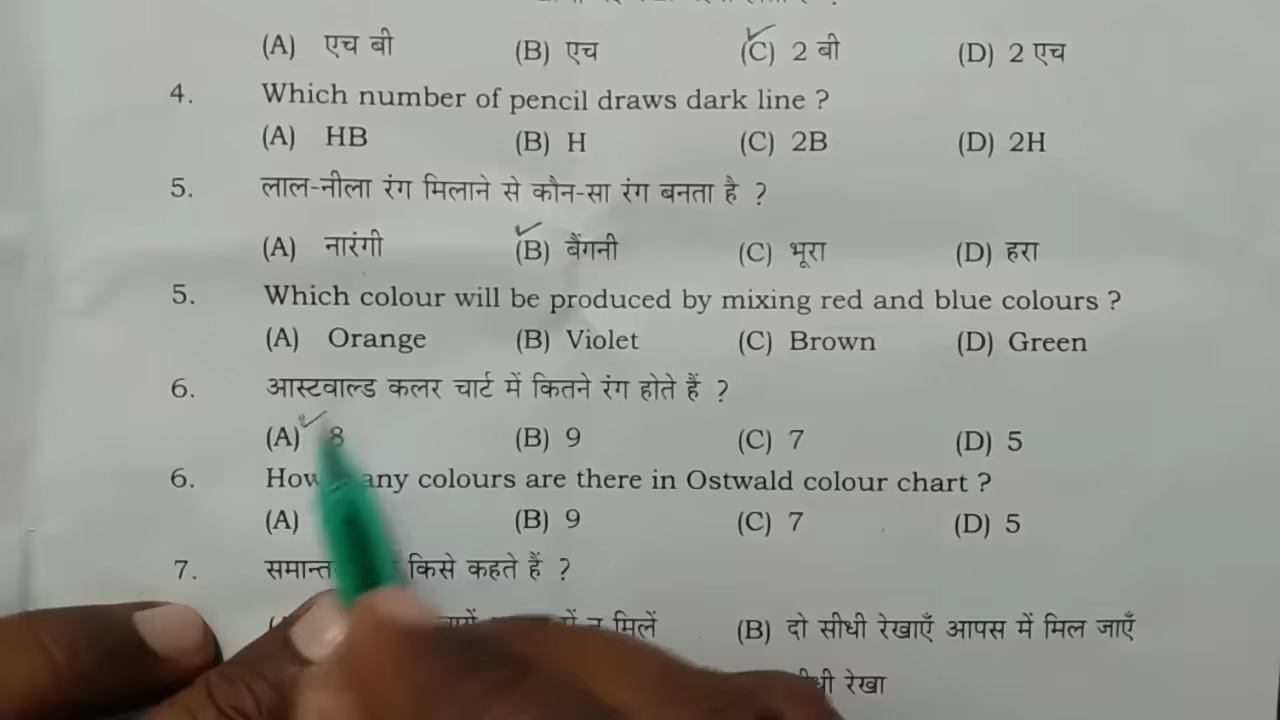 (A) एच बी (B) एच (C) 2 बी (D) 2 एच
4. Which number of pencil draws dark line ?
(A) HB (B) H (C) 2B (D) 2H
5. लाल-नीला रंग मिलाने से कौन-सा रंग बनता है ?
(A) नारंगी (B) बैंगनी (C) भूरा (D) हरा
5. Which colour will be produced by mixing red and blue colours ?
(A) Orange (B) Violet (C) Brown (D) Green
6. आस्टवाल्ड कलर चार्ट में कितने रंग होते हैं ?
(A) 8 (B) 9 (C) 7 (D) 5
6. How any colours are there in Ostwald colour chart ?
(A) (B) 9 (C) 7 (D) 5
7. किसे कहते हैं ?
मिलें (B) दो सीधी रेखाएँ आपस में मिल जाएँ
रेखा